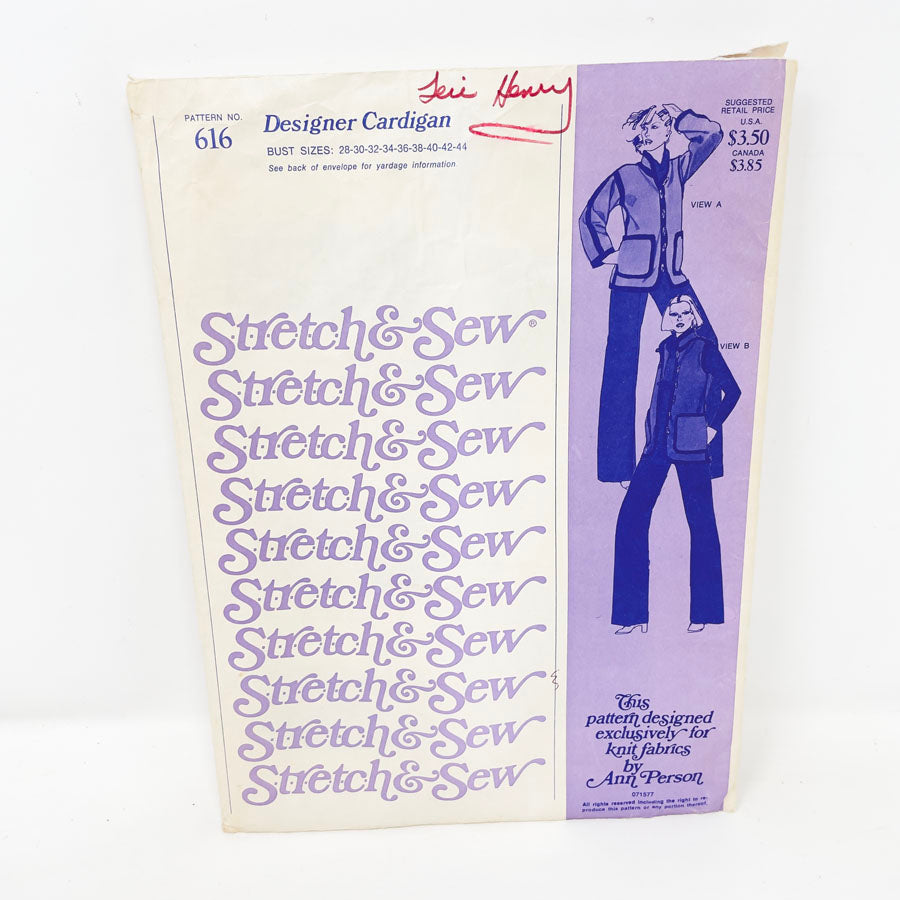 Teri Henry
PATTERN NO.
616
Designer Cardigan
BUST SIZES: 28-30-32-34-36-38-40-42-44
See back of envelope for yardage information.
Stretch & Sew®
Stretch & Sew
Stretch & Sew
Stretch & Sew
Stretch & Sew
Stretch & Sew
Stretch & Sew
Stretch & Sew
Stretch & Sew
Stretch & Sew
SUGGESTED
RETAIL PRICE
U.S.A.
$3.50
CANADA
$3.85
VIEW A
VIEW B
This
pattern designed
exclusively for
knit fabrics
by
Ann Person
071577
All rights reserved including the right to re-
produce this pattern or any portion thereof.